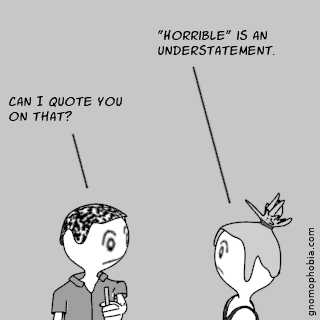 "HORRIBLE" IS AN
UNDERSTATEMENT.
CAN I QUOTE YOU
ON THAT?
gnomophobia.com